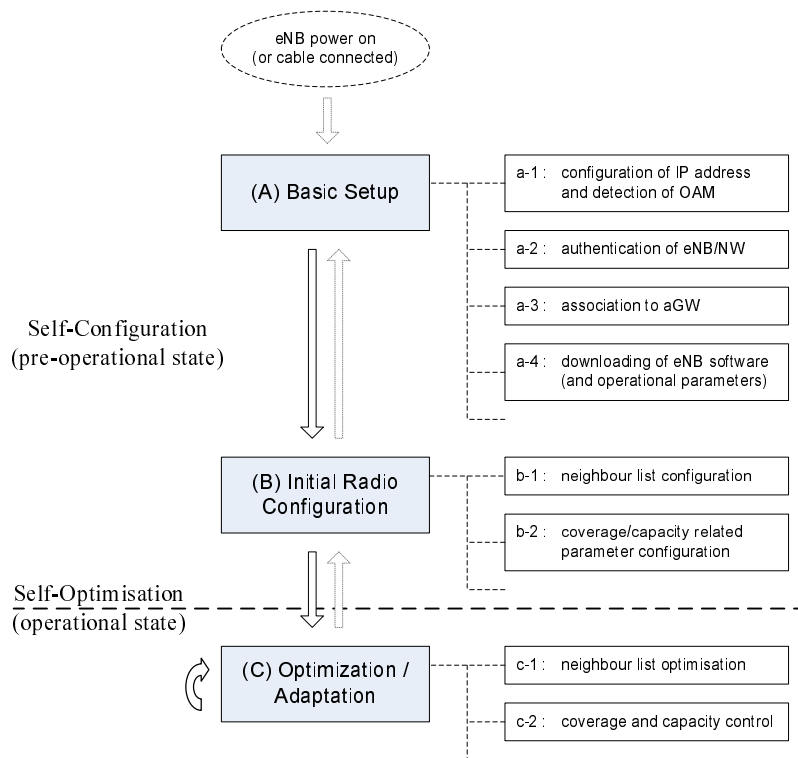 eNB power on
(or cable connected)
(A) Basic Setup
a-1 : configuration of IP address
and detection of OAM
a-2 : authentication of eNB/NW
a-3 : association to aGW
a-4 : downloading of eNB software
(and operational parameters)
Self-Configuration
(pre-operational state)
(B) Initial Radio
Configuration
b-1 : neighbour list configuration
b-2 : coverage/capacity related
parameter configuration
Self-Optimisation
(operational state)
(C) Optimization /
Adaptation
c-1 : neighbour list optimisation
c-2 : coverage and capacity control